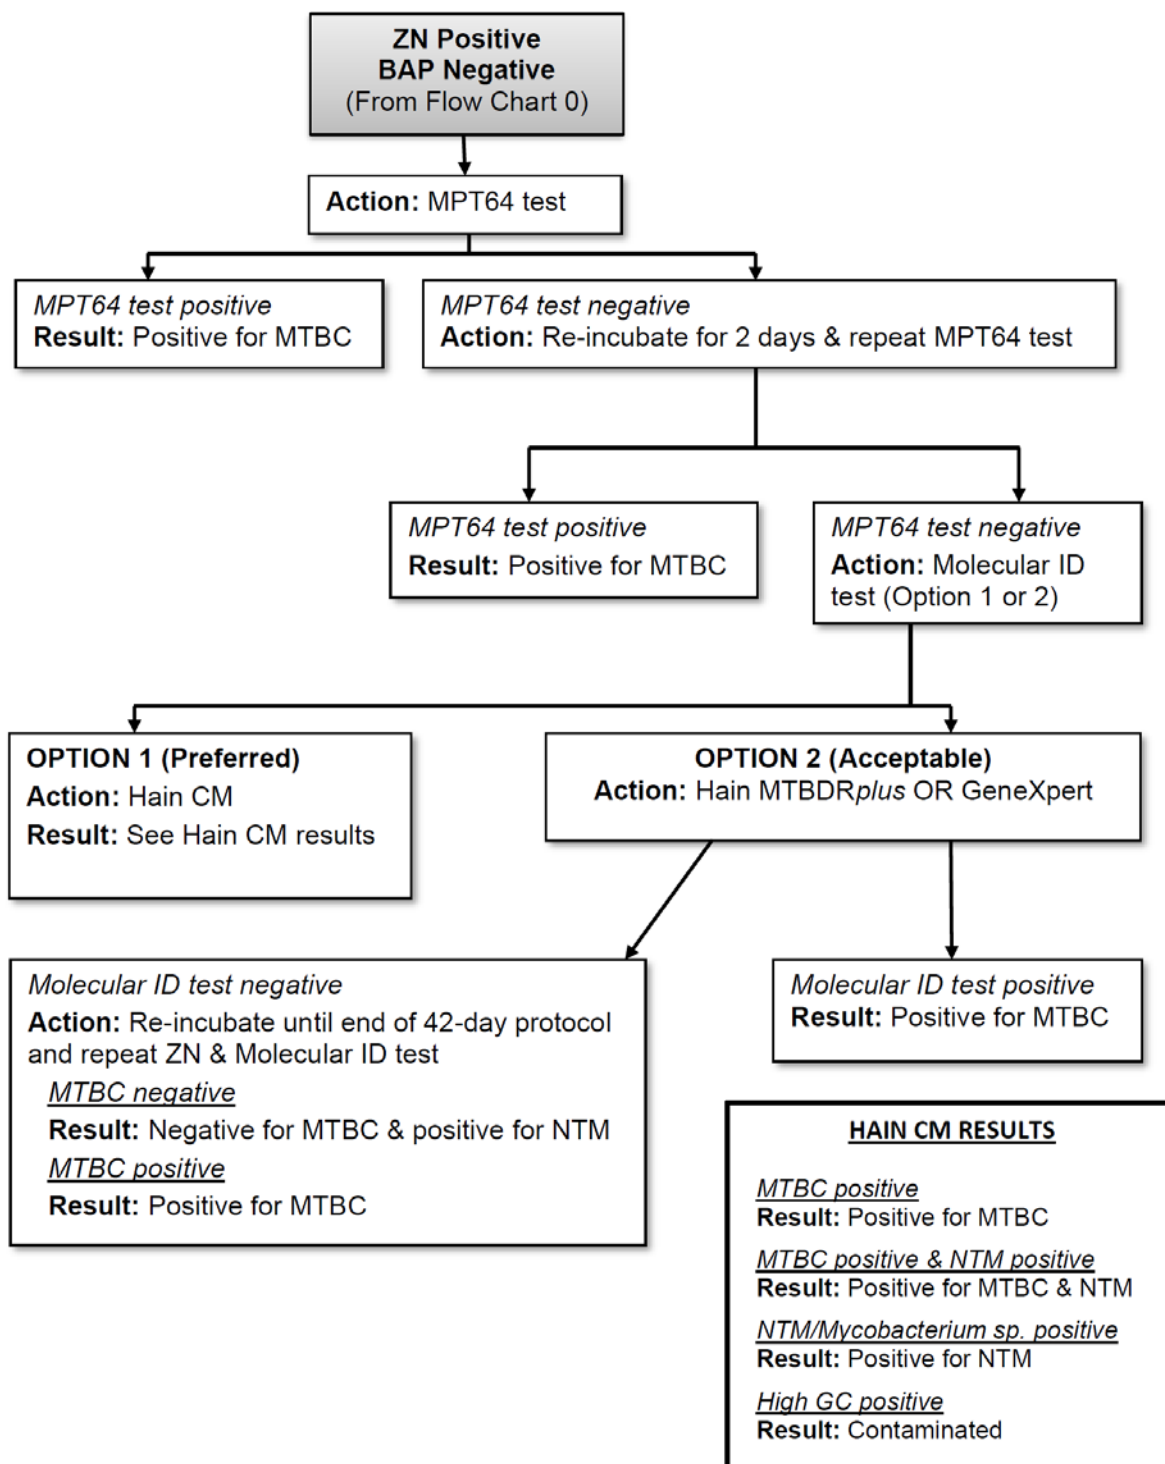 ZN Positive
BAP Negative
(From Flow Chart 0)
Action: MPT64 test
MPT64 test positive
Result: Positive for MTBC
MPT64 test negative
Action: Re-incubate for 2 days & repeat MPT64 test
MPT64 test positive
Result: Positive for MTBC
MPT64 test negative
Action: Molecular ID
test (Option 1 or 2)
OPTION 1 (Preferred)
Action: Hain CM
Result: See Hain CM results
OPTION 2 (Acceptable)
Action: Hain MTBDRplus OR GeneXpert
Molecular ID test negative
Action: Re-incubate until end of 42-day protocol
and repeat ZN & Molecular ID test
MTBC negative
Result: Negative for MTBC & positive for NTM
MTBC positive
Result: Positive for MTBC
Molecular ID test positive
Result: Positive for MTBC
HAIN CM RESULTS
MTBC positive
Result: Positive for MTBC
MTBC positive & NTM positive
Result: Positive for MTBC & NTM
NTM/Mycobacterium sp. positive
Result: Positive for NTM
High GC positive
Result: Contaminated